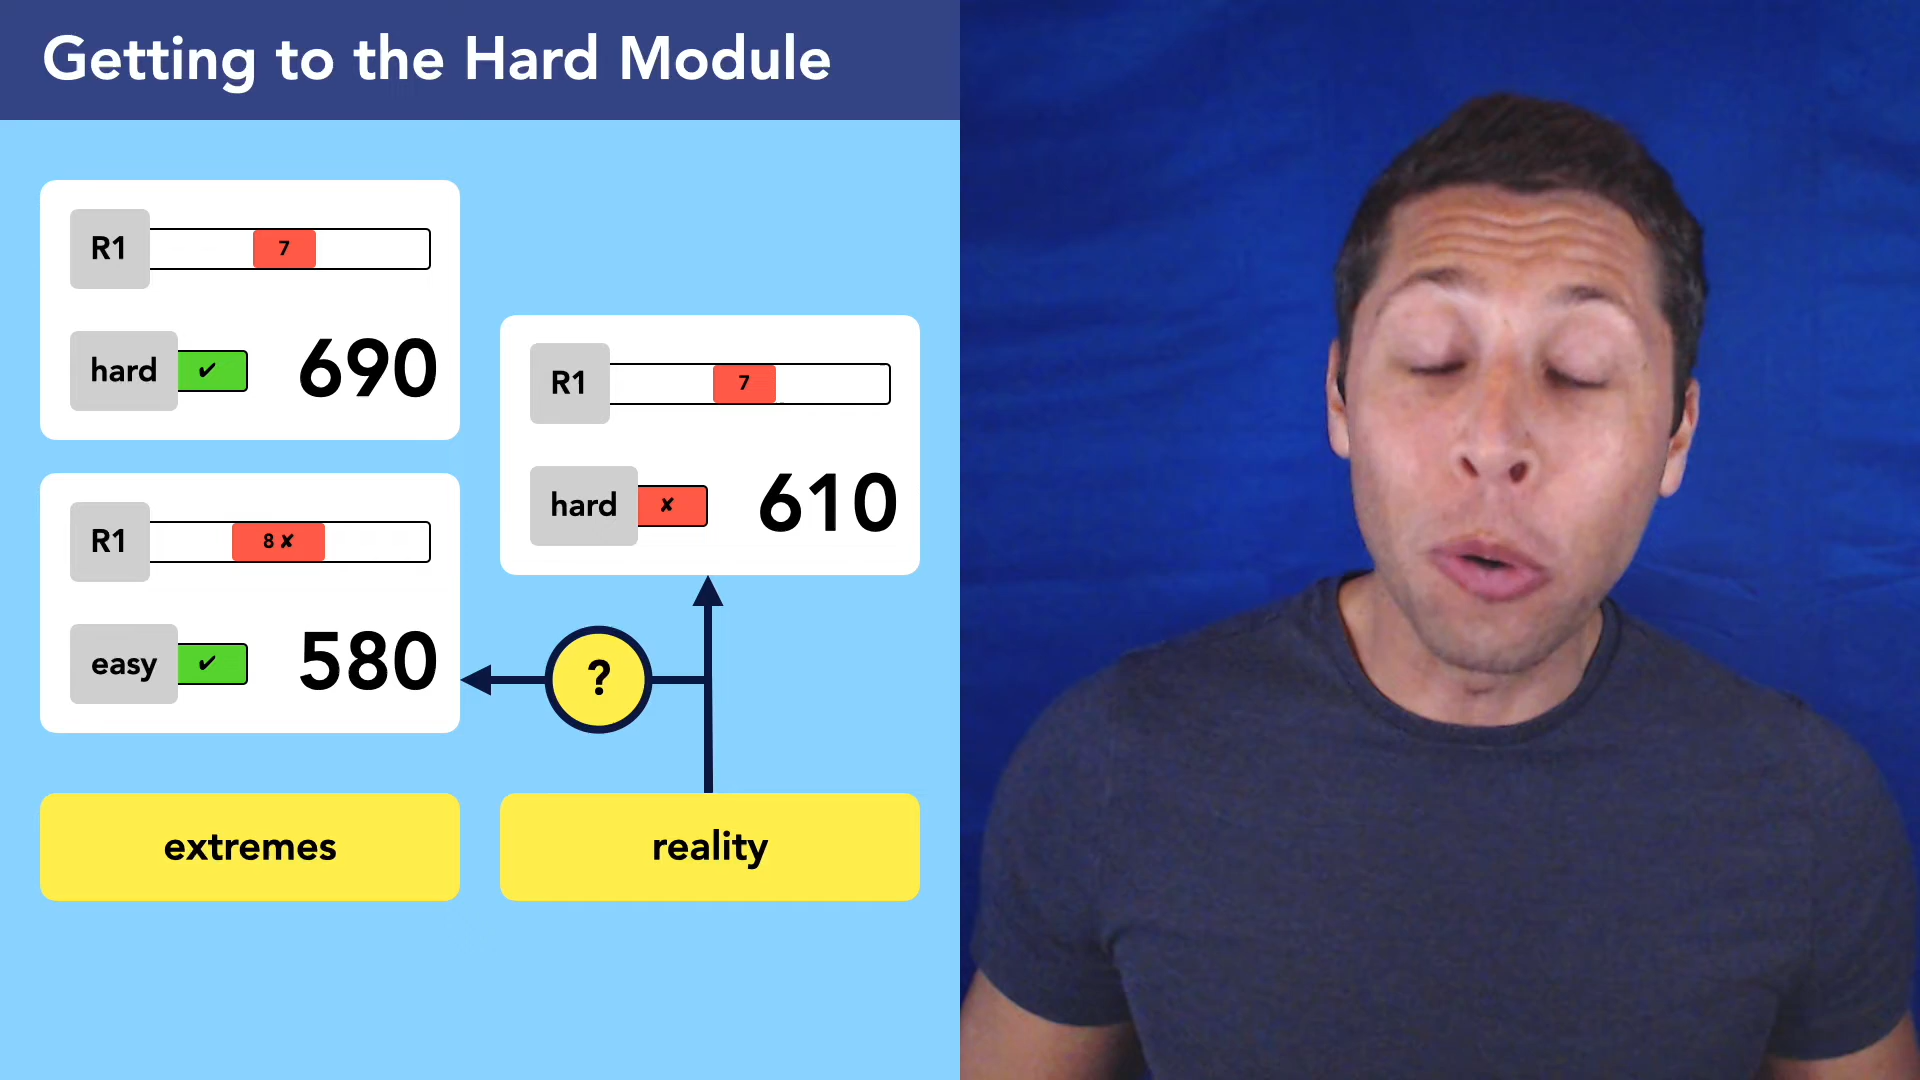 Getting to the Hard Module
R1 7
hard ✔ 690
R1 8 ✘
easy ✔ 580
R1 7
hard ✘ 610
?
extremes
reality